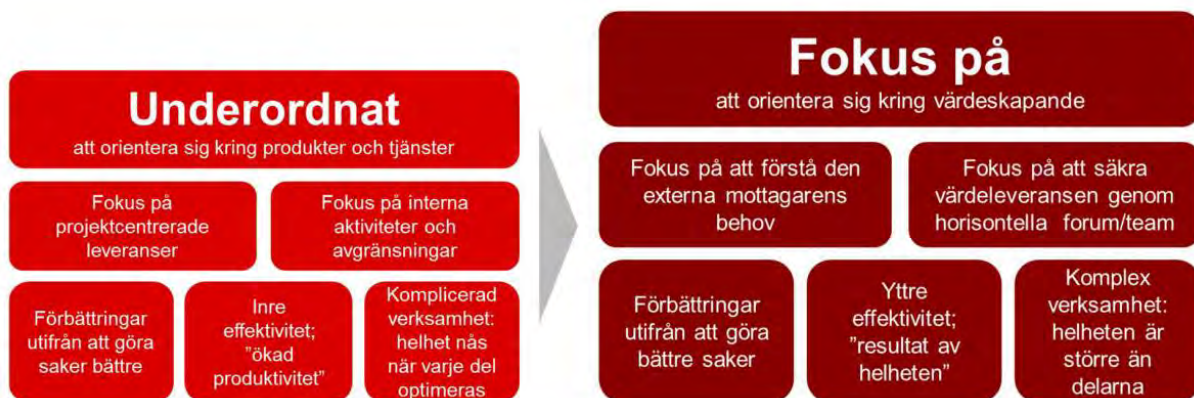 Underordnat
att orientera sig kring produkter och tjänster
Fokus på
projektcentrerade
leveranser
Fokus på interna
aktiviteter och
avgränsningar
Förbättringar
utifrån att göra
saker bättre
Inre
effektivitet;
”ökad
produktivitet”
Komplicerad
verksamhet:
helhet nås
när varje del
optimeras
Fokus på
att orientera sig kring värdeskapande
Fokus på att förstå den
externa mottagarens
behov
Fokus på att säkra
värdeleveransen genom
horisontella forum/team
Förbättringar
utifrån att göra
bättre saker
Yttre
effektivitet;
”resultat av
helheten”
Komplex
verksamhet:
helheten är
större än
delarna